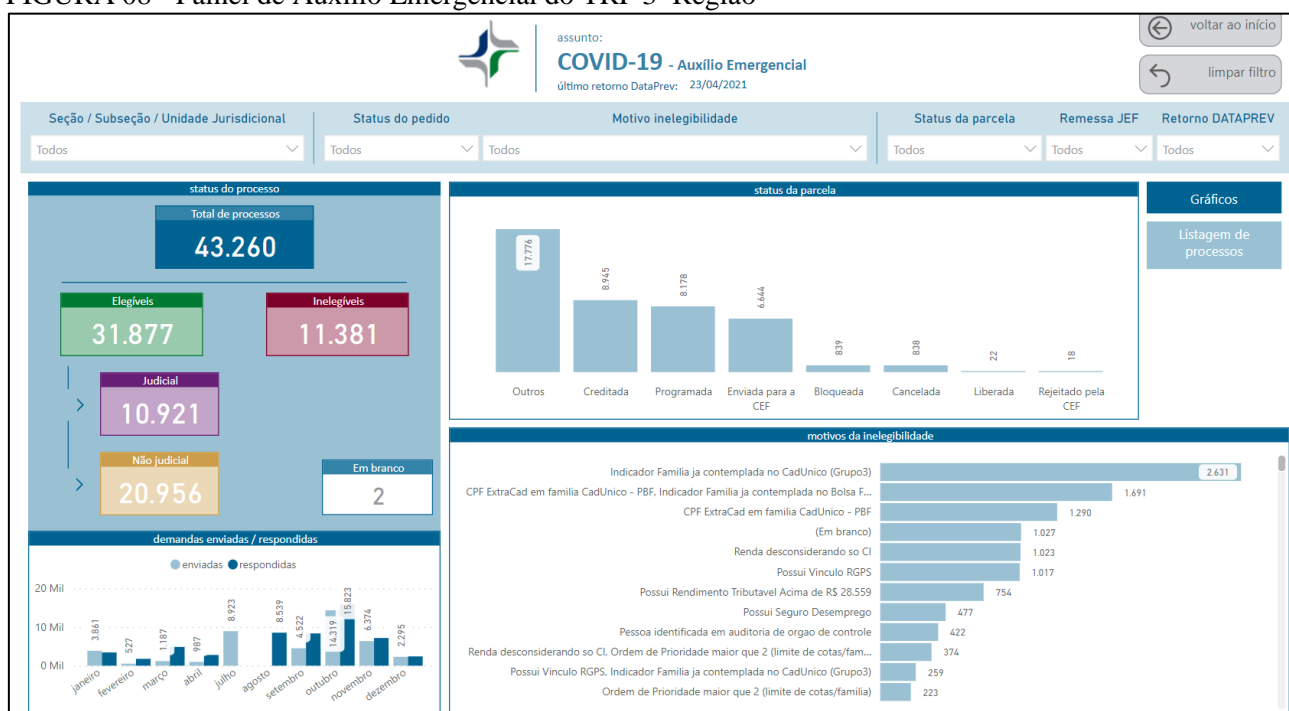 FIGURA 08 - Painel de Auxílio Emergencial do TRF 3ª Região
voltar ao início
limpar filtro
assunto:
COVID-19 - Auxílio Emergencial
último retorno DataPrev: 23/04/2021
Seção / Subseção / Unidade Jurisdicional
Todos
Status do pedido
Todos
Motivo inelegibilidade
Todos
Status da parcela
Todos
Remessa JEF
Todos
Retorno DATAPREV
Todos
status do processo
Total de processos
43.260
Elegíveis
31.877
Inelegíveis
11.381
Judicial
10.921
Não judicial
20.956
Em branco
2
status da parcela
17.776
8.945
8.178
6.644
839
838
22
18
Outros
Creditada
Programada
Enviada para a
CEF
Bloqueada
Cancelada
Liberada
Rejeitado pela
CEF
Gráficos
Listagem de
processos
demandas enviadas / respondidas
enviadas
respondidas
20 Mil
10 Mil
0 Mil
3.861
527
1.187
987
8.923
8.539
4.522
14.319
15.823
6.374
2.295
janeiro
fevereiro
março
abril
julho
agosto
setembro
outubro
novembro
dezembro
motivos da inelegibilidade
Indicador Familia ja contemplada no CadUnico (Grupo3)
2.631
CPF ExtraCad em familia CadUnico - PBF, Indicador Familia ja contemplada no Bolsa F...
1.691
CPF ExtraCad em familia CadUnico - PBF
1.290
(Em branco)
1.027
Renda desconsiderando so CI
1.023
Possui Vinculo RGPS
1.017
Possui Rendimento Tributavel Acima de R$ 28.559
754
Possui Seguro Desemprego
477
Pessoa identificada em auditoria de orgao de controle
422
Renda desconsiderando so CI, Ordem de Prioridade maior que 2 (limite de cotas/fam...
374
Possui Vinculo RGPS, Indicador Familia ja contemplada no CadUnico (Grupo3)
259
Ordem de Prioridade maior que 2 (limite de cotas/familia)
223